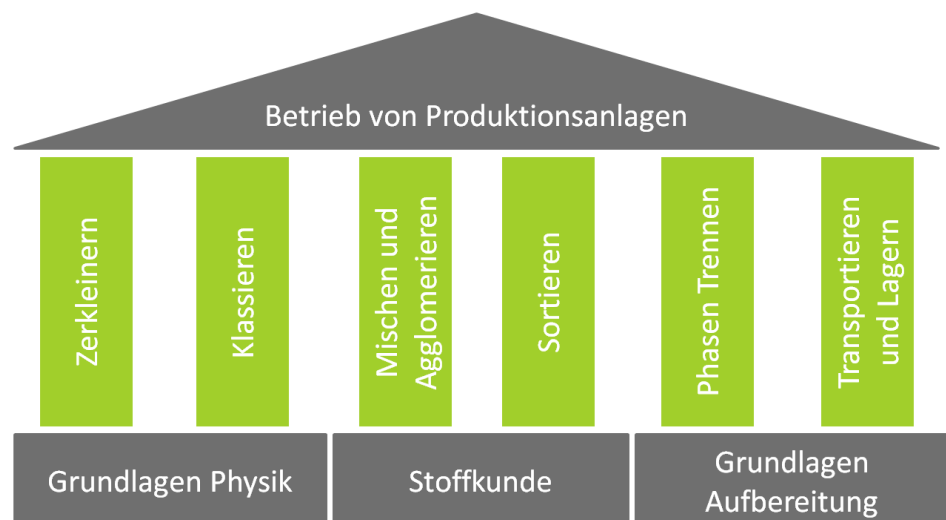 Betrieb von Produktionsanlagen
Zerkleinern
Klassieren
Mischen und
Agglomerieren
Sortieren
Phasen Trennen
Transportieren
und Lagern
Grundlagen Physik
Stoffkunde
Grundlagen
Aufbereitung